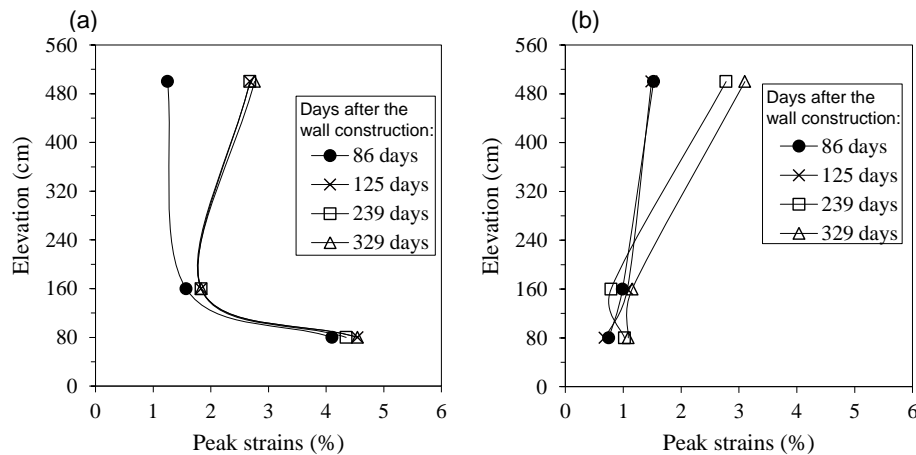 (a)
560
480
400
320
240
160
80
0
Elevation (cm)
0 1 2 3 4 5 6
Peak strains (%)
Days after the
wall construction:
86 days
125 days
239 days
329 days
(b)
560
480
400
320
240
160
80
0
Elevation (cm)
0 1 2 3 4 5 6
Peak strains (%)
Days after the
wall construction:
86 days
125 days
239 days
329 days